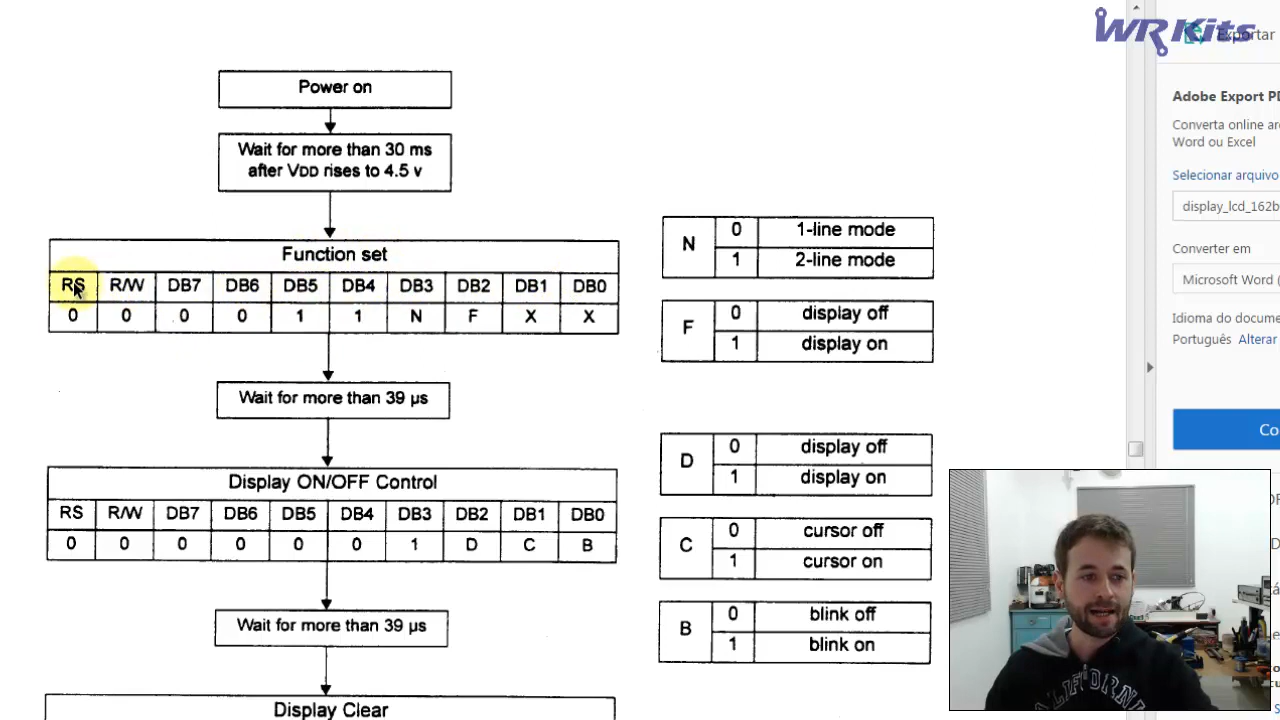 WR Kits
Exportar
Power on
Wait for more than 30 ms
after VDD rises to 4.5 v
Function set
RS R/W DB7 DB6 DB5 DB4 DB3 DB2 DB1 DB0
0 0 0 0 1 1 N F X X
Wait for more than 39 µs
Display ON/OFF Control
RS R/W DB7 DB6 DB5 DB4 DB3 DB2 DB1 DB0
0 0 0 0 0 0 1 D C B
Wait for more than 39 µs
Display Clear
N 0 1-line mode
1 2-line mode
F 0 display off
1 display on
D 0 display off
1 display on
C 0 cursor off
1 cursor on
B 0 blink off
1 blink on
Adobe Export PD
Converta online arq
Word ou Excel
Selecionar arquivo
display_lcd_162b
Converter em
Microsoft Word (
Idioma do docume
Português Alterar
Co
CALIFORNIA